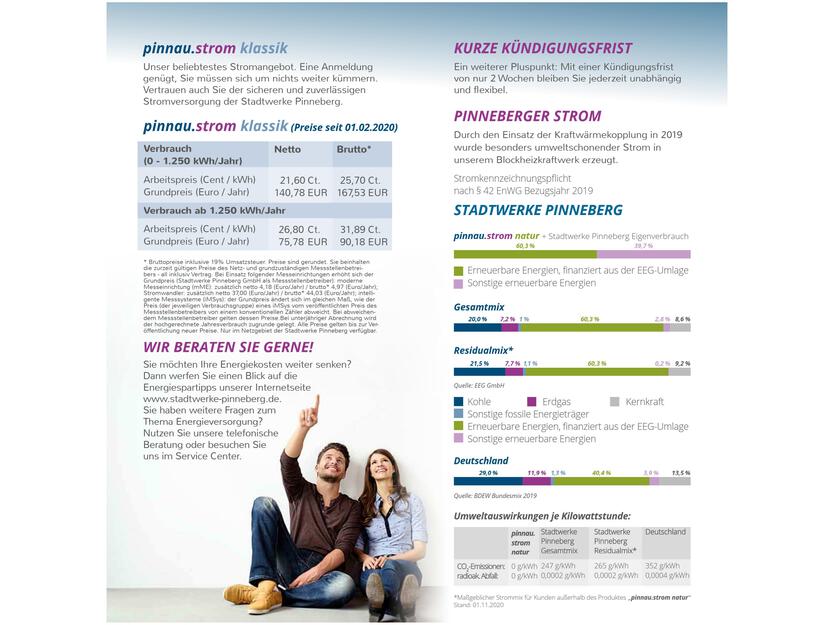 pinnau.strom klassik
Unser beliebtestes Stromangebot. Eine Anmeldung
genügt, Sie müssen sich um nichts weiter kümmern.
Vertrauen auch Sie der sicheren und zuverlässigen
Stromversorgung der Stadtwerke Pinneberg.
pinnau.strom klassik (Preise seit 01.02.2020)
Verbrauch Netto Brutto*
(0 - 1.250 kWh/Jahr)
Arbeitspreis (Cent / kWh) 21,60 Ct. 25,70 Ct.
Grundpreis (Euro / Jahr) 140,78 EUR 167,53 EUR
Verbrauch ab 1.250 kWh/Jahr
Arbeitspreis (Cent / kWh) 26,80 Ct. 31,89 Ct.
Grundpreis (Euro / Jahr) 75,78 EUR 90,18 EUR
* Bruttopreise inklusive 19% Umsatzsteuer. Preise sind gerundet. Sie beinhalten
die zurzeit gültigen Preise des Netz- und grundzuständigen Messstellenbetrei-
bers - all inklusiv Vertrag. Bei Einsatz folgender Messeinrichtungen erhöht sich der
Grundpreis (Stadtwerke Pinneberg GmbH als Messstellenbetreiber): moderne
Messeinrichtung (mME): zusätzlich netto 4,18 (Euro/Jahr) / brutto* 4,97 (Euro/Jahr),
Stromwandler: zusätzlich netto 37,00 (Euro/Jahr) / brutto* 44,03 (Euro/Jahr); intelli-
gente Messsysteme (iMSys): der Grundpreis ändert sich im gleichen Maß, wie der
Preis (der jeweiligen Verbrauchsgruppe) eines iMSys vom veröffentlichten Preis des
Messstellenbetreibers von einem konventionellen Zähler abweicht. Bei abweichen-
dem Messstellenbetreiber gelten dessen Preise Bei unterjähriger Abrechnung wird
der hochgerechnete Jahresverbrauch zugrunde gelegt. Alle Preise gelten bis zur Ver-
öffentlichung neuer Preise. Nur im Netzgebiet der Stadtwerke Pinneberg verfügbar.
WIR BERATEN SIE GERNE!
Sie möchten Ihre Energiekosten weiter senken?
Dann werfen Sie einen Blick auf die
Energiespartipps unserer Internetseite
www.stadtwerke-pinneberg.de.
Sie haben weitere Fragen zum
Thema Energieversorgung?
Nutzen Sie unsere telefonische
Beratung oder besuchen Sie
uns im Service Center.
KURZE KÜNDIGUNGSFRIST
Ein weiterer Pluspunkt: Mit einer Kündigungsfrist
von nur 2 Wochen bleiben Sie jederzeit unabhängig
und flexibel.
PINNEBERGER STROM
Durch den Einsatz der Kraftwärmekopplung in 2019
wurde besonders umweltschonender Strom in
unserem Blockheizkraftwerk erzeugt.
Stromkennzeichnungspflicht
nach § 42 EnWG Bezugsjahr 2019
STADTWERKE PINNEBERG
pinnau.strom natur + Stadtwerke Pinneberg Eigenverbrauch
60,3 % 39,7 %
Erneuerbare Energien, finanziert aus der EEG-Umlage
Sonstige erneuerbare Energien
Gesamtmix
20,0 % 7,2 % 1 % 60,3 % 2,8 % 8,6 %
Residualmix*
21,5 % 7,7 % 1,1 % 60,3 % 0,2 % 9,2 %
Quelle: EEG GmbH
Kohle Erdgas Kernkraft
Sonstige fossile Energieträger
Erneuerbare Energien, finanziert aus der EEG-Umlage
Sonstige erneuerbare Energien
Deutschland
29,0 % 11,9 % 1,3 % 40,4 % 3,9 % 13,5 %
Quelle: BDEW Bundesmix 2019
Umweltauswirkungen je Kilowattstunde:
pinnau. Stadtwerke Stadtwerke Deutschland
strom Pinneberg Pinneberg
natur Gesamtmix Residualmix*
CO2-Emissionen: 0 g/kWh 247 g/kWh 265 g/kWh 352 g/kWh
radioak. Abfall: 0 g/kWh 0,0002 g/kWh 0,0002 g/kWh 0,0004 g/kWh
*Maßgeblicher Strommix für Kunden außerhalb des Produktes „pinnau.strom natur"
Stand: 01.11.2020